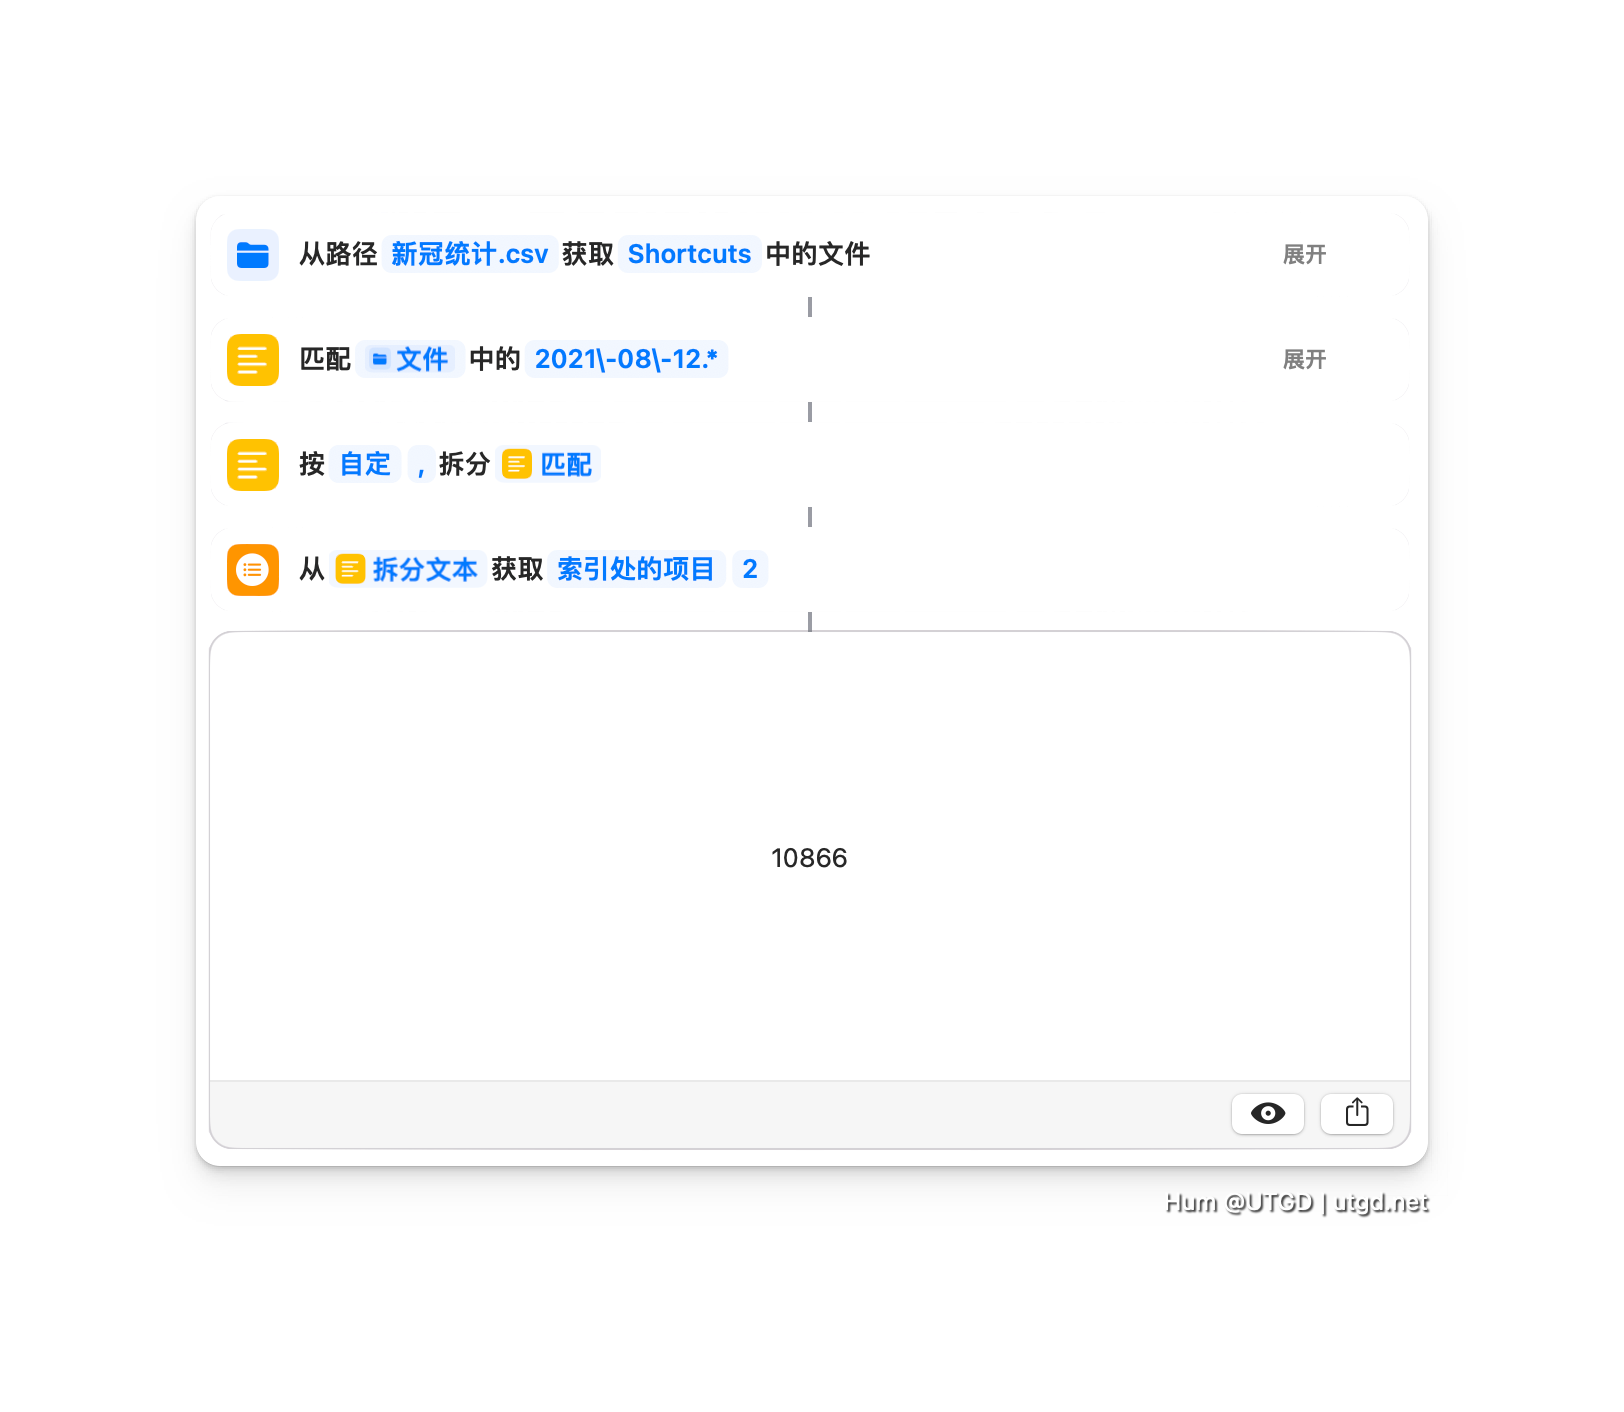 从路径 新冠统计.csv 获取 Shortcuts 中的文件 展开
匹配 文件 中的 2021\-08\-12.* 展开
按 自定 , 拆分 匹配
从 拆分文本 获取 索引处的项目 2
10866
Hum @UTGD | utgd.net